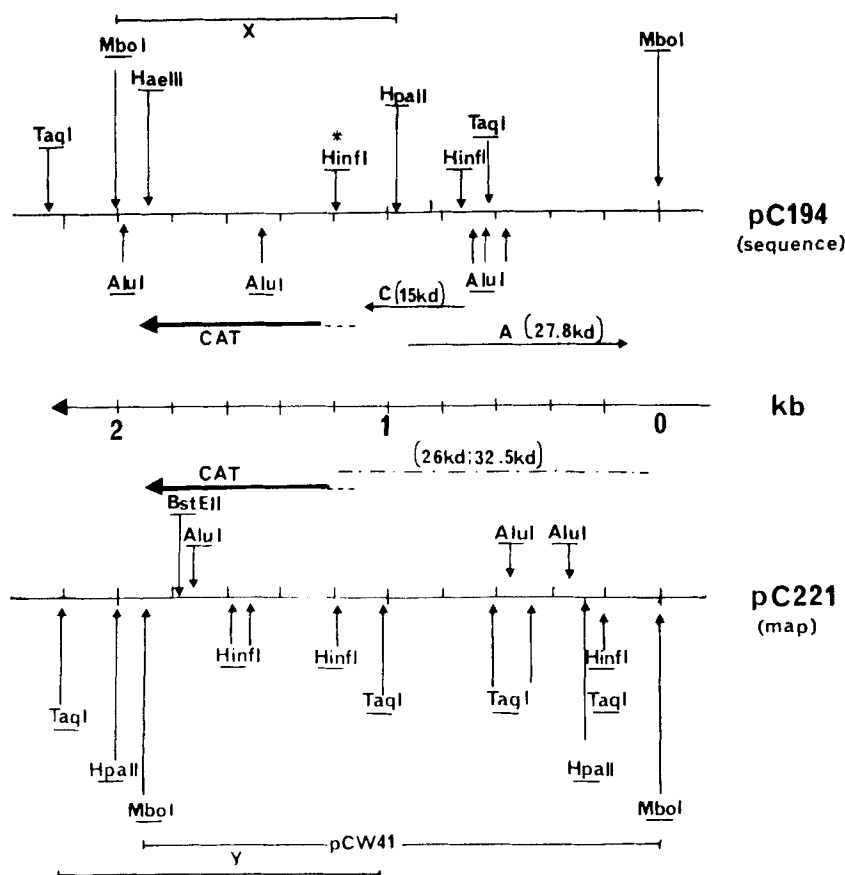 X
MboI
MboI
HaeIII
HpaII
TaqI
TaqI
*
HinfI
HinfI
pC194
(sequence)
AluI
AluI
AluI
C (15kd)
CAT
A (27.8kd)
kb
2
1
0
(26kd;32.5kd)
CAT
BstEII
AluI
AluI
AluI
pC221
(map)
HinfI
HinfI
HinfI
TaqI
TaqI
TaqI
TaqI
HpaII
HpaII
MboI
MboI
pCW41
Y